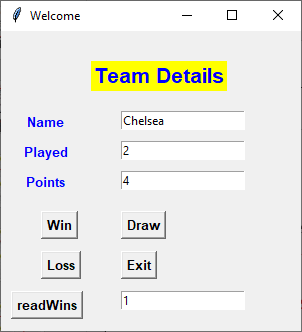 Welcome
Team Details
Name Chelsea
Played 2
Points 4
Win Draw
Loss Exit
readWins 1